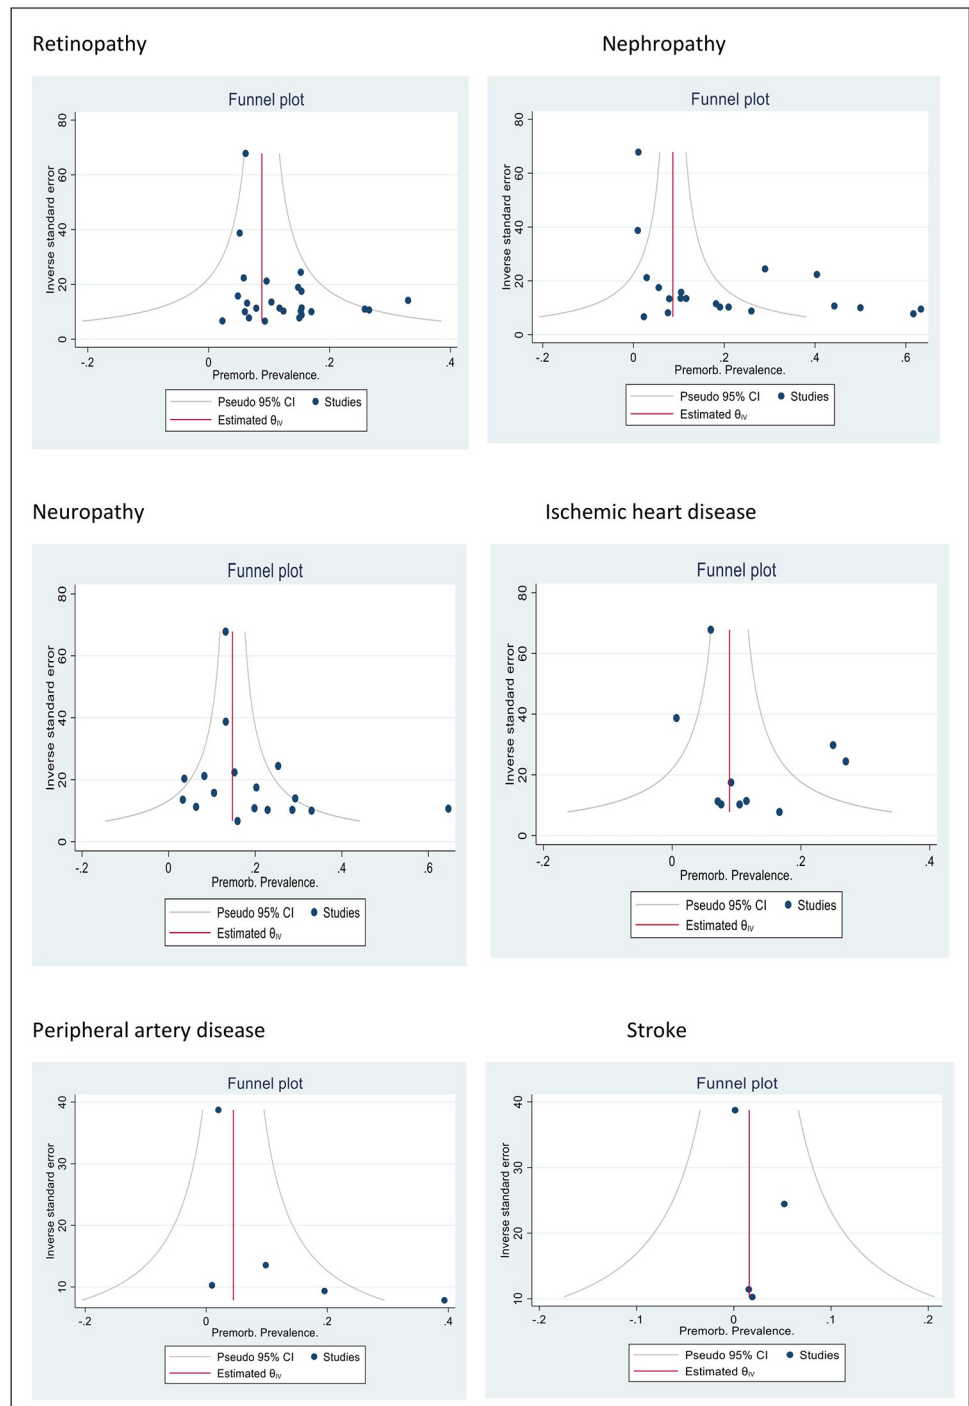 Retinopathy
Nephropathy
Funnel plot
Inverse standard error
80
60
40
20
0
-.2
0
.2
.4
Premorb. Prevalence.
Pseudo 95% CI
Studies
Estimated θIV
Funnel plot
Inverse standard error
80
60
40
20
0
-.2
0
.2
.4
.6
Premorb. Prevalence.
Pseudo 95% CI
Studies
Estimated θIV
Neuropathy
Ischemic heart disease
Funnel plot
Inverse standard error
80
60
40
20
0
-.2
0
.2
.4
.6
Premorb. Prevalence.
Pseudo 95% CI
Studies
Estimated θIV
Funnel plot
Inverse standard error
80
60
40
20
0
-.2
0
.2
.4
Premorb. Prevalence.
Pseudo 95% CI
Studies
Estimated θIV
Peripheral artery disease
Stroke
Funnel plot
Inverse standard error
40
30
20
10
-.2
0
.2
.4
Premorb. Prevalence.
Pseudo 95% CI
Studies
Estimated θIV
Funnel plot
Inverse standard error
40
30
20
10
-.2
-.1
0
.1
.2
Premorb. Prevalence.
Pseudo 95% CI
Studies
Estimated θIV